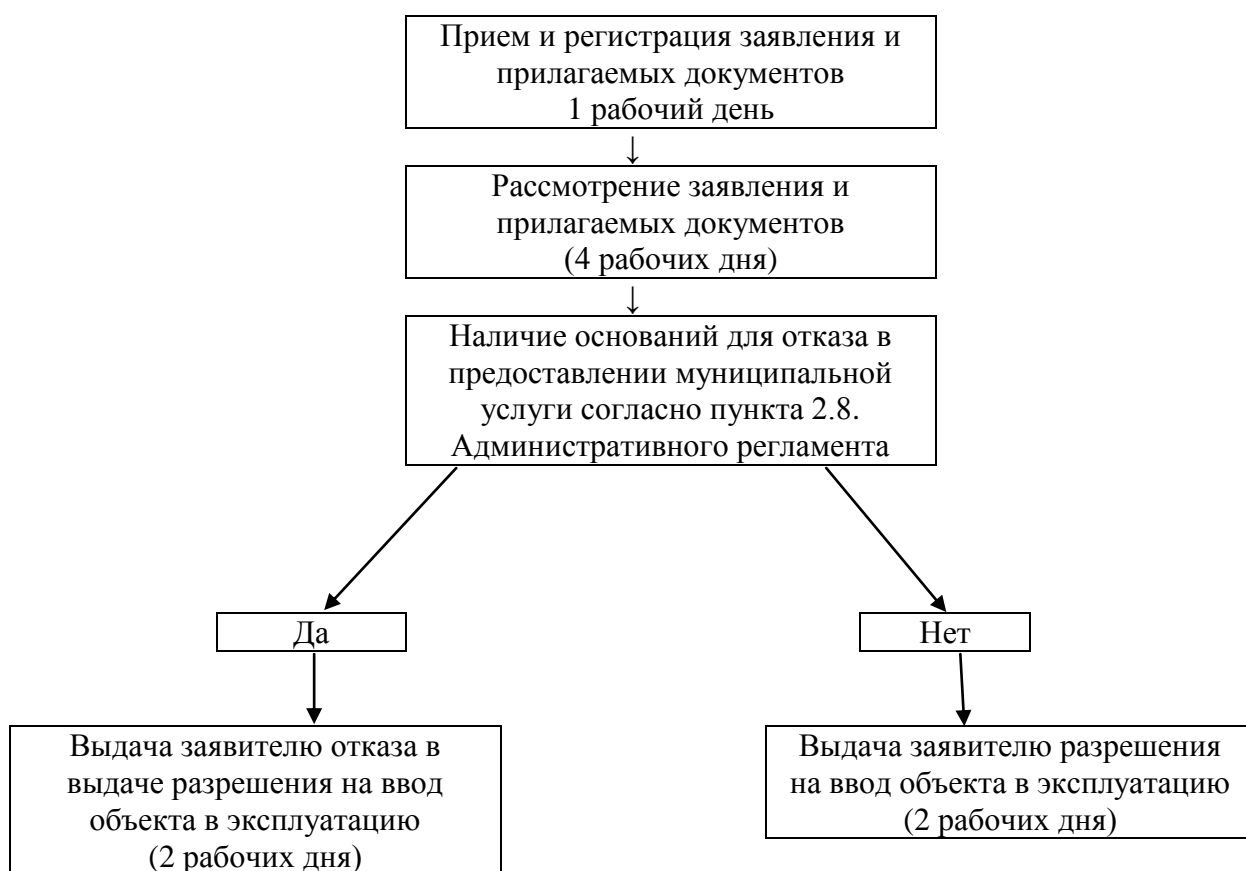 Прием и регистрация заявления и
прилагаемых документов
1 рабочий день
↓
Рассмотрение заявления и
прилагаемых документов
(4 рабочих дня)
↓
Наличие оснований для отказа в
предоставлении муниципальной
услуги согласно пункта 2.8.
Административного регламента
Да
Нет
Выдача заявителю отказа в
выдаче разрешения на ввод
объекта в эксплуатацию
(2 рабочих дня)
Выдача заявителю разрешения
на ввод объекта в эксплуатацию
(2 рабочих дня)